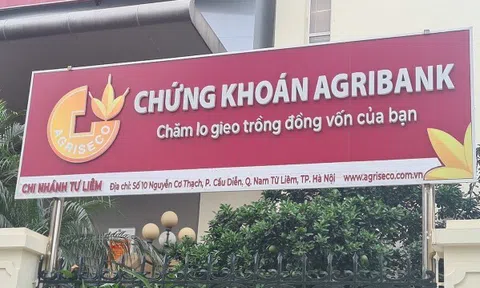 CHỨNG KHOÁN AGRIBANK
Chăm lo gieo trồng đồng vốn của bạn
AGRISECO
CHI NHÁNH TỪ LIÊM Địa chỉ: Số 10 Nguyễn Cơ Thạch, P. Cầu Diễn, Q. Nam Từ Liêm, TP. Hà Nội www.agriseco.com.vn